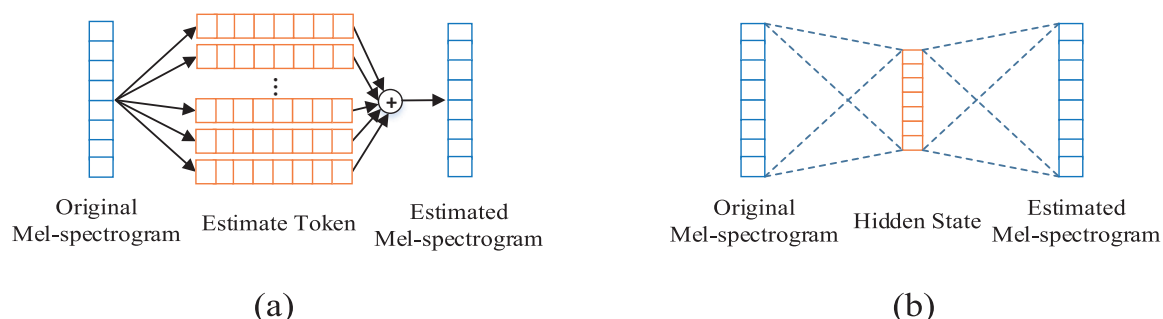 Original
Mel-spectrogram
Estimate Token
Estimated
Mel-spectrogram
(a)
Original
Mel-spectrogram
Hidden State
Estimated
Mel-spectrogram
(b)